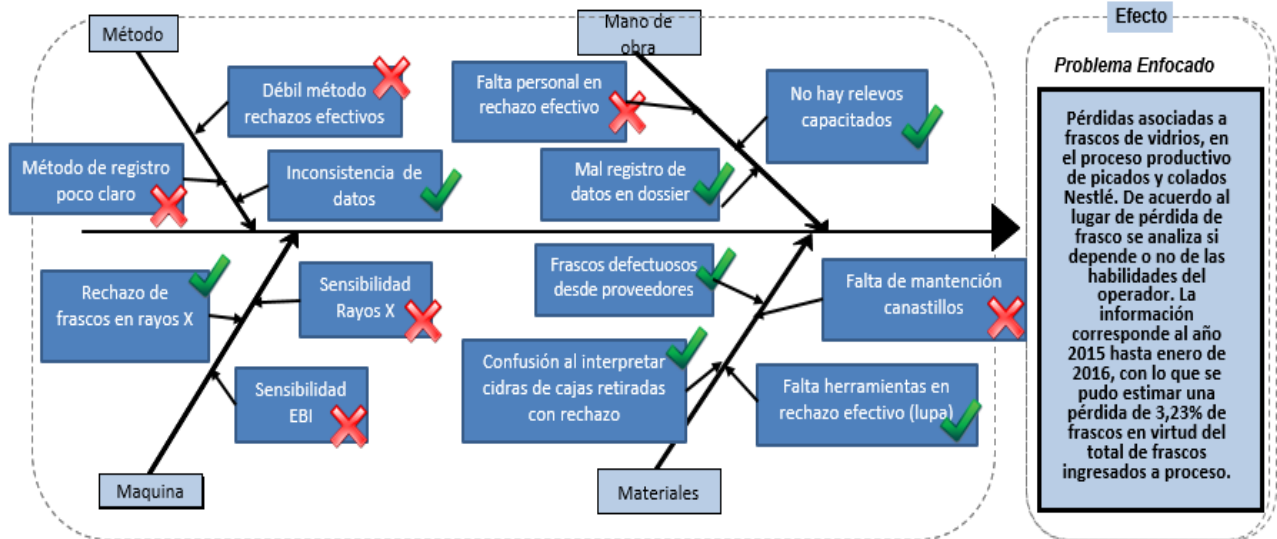 Método
Débil método
rechazos efectivos
Método de registro
poco claro
Inconsistencia de
datos
Mano de
obra
Falta personal en
rechazo efectivo
No hay relevos
capacitados
Mal registro de
datos en dossier
Rechazo de
frascos en rayos X
Sensibilidad
Rayos X
Sensibilidad
EBI
Maquina
Frascos defectuosos
desde proveedores
Falta de mantención
canastillos
Confusión al interpretar
cidras de cajas retiradas
con rechazo
Falta herramientas en
rechazo efectivo (lupa)
Materiales
Efecto
Problema Enfocado
Pérdidas asociadas a
frascos de vidrios, en
el proceso productivo
de picados y colados
Nestlé. De acuerdo al
lugar de pérdida de
frasco se analiza si
depende o no de las
habilidades del
operador. La
información
corresponde al año
2015 hasta enero de
2016, con lo que se
pudo estimar una
pérdida de 3,23% de
frascos en virtud del
total de frascos
ingresados a proceso.